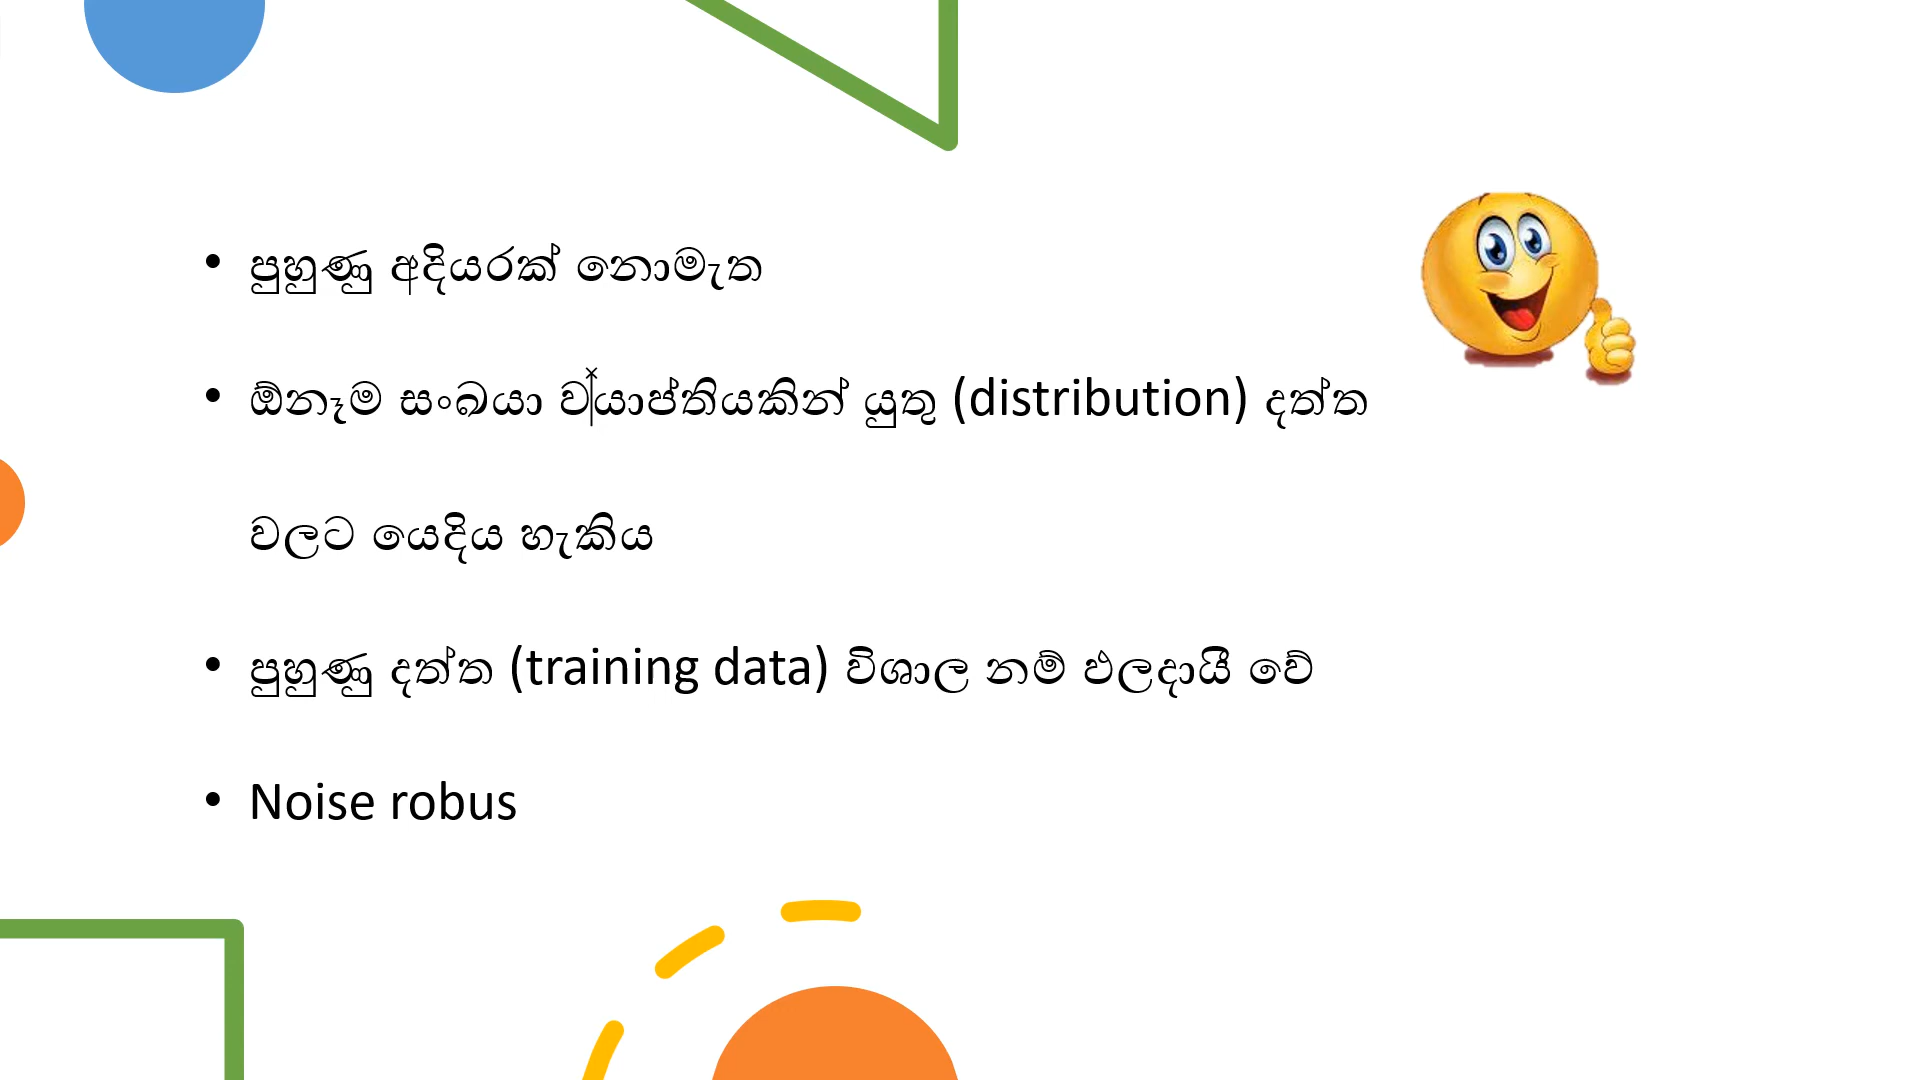 • පුහුණු අදියරක් නොමැත
• ඕනෑම සංඛයා ව‍යාප්තියකින් යුතු (distribution) දත්ත
වලට යෙදිය හැකිය
• පුහුණු දත්ත (training data) විශාල නම් ඵලදායී වේ
• Noise robus